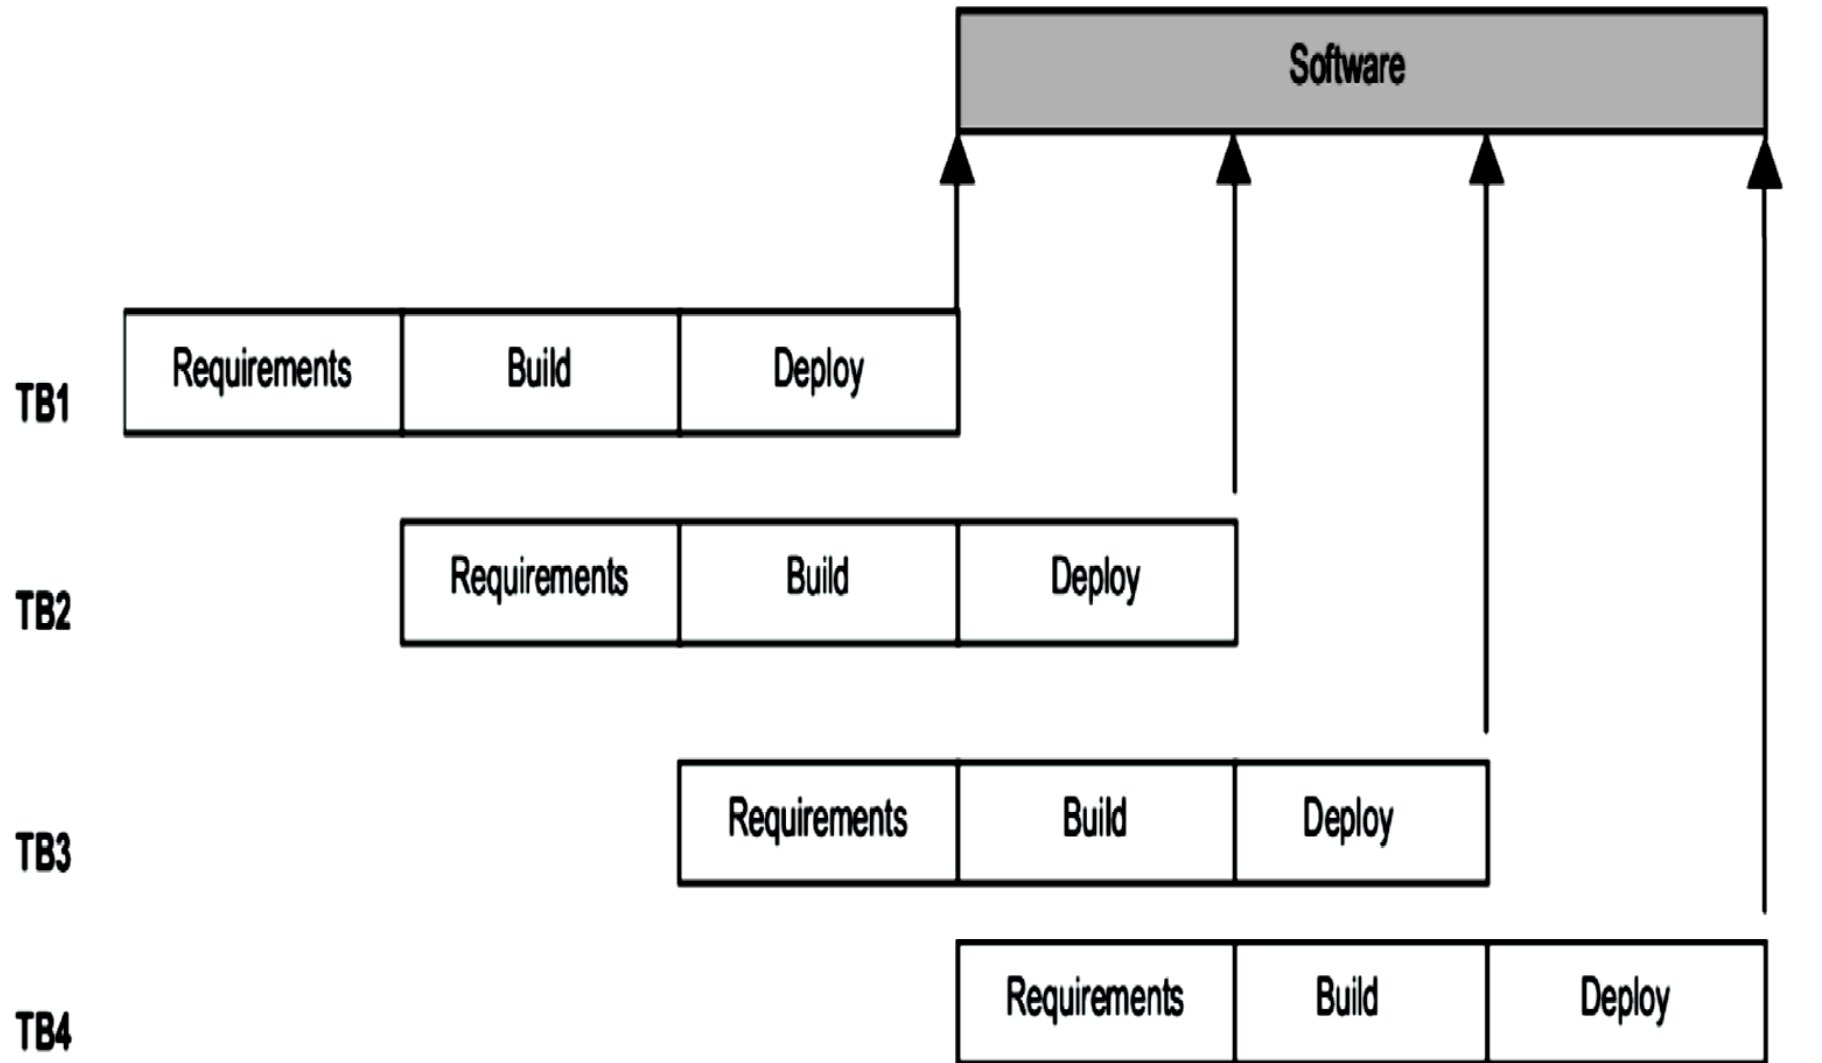 Software
Requirements Build Deploy
TB1
Requirements Build Deploy
TB2
Requirements Build Deploy
TB3
Requirements Build Deploy
TB4